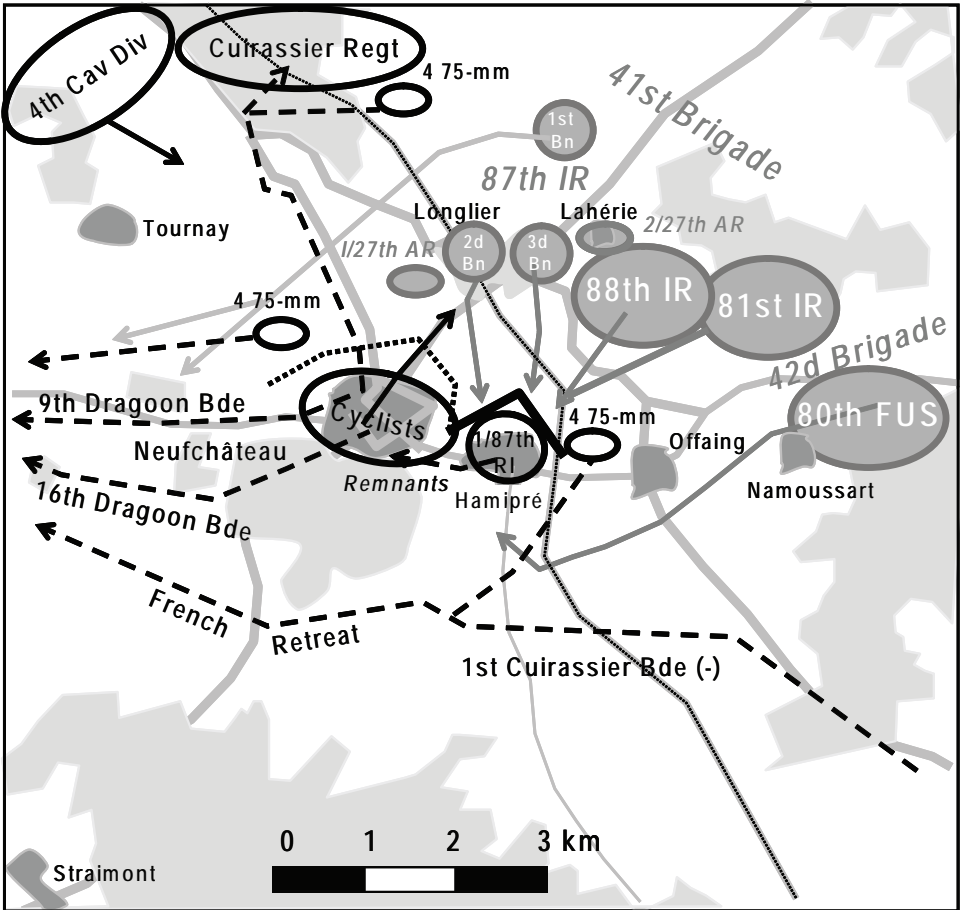 4th Cav Div
Cuirassier Regt
4 75-mm
41st Brigade
1st
Bn
87th IR
Longlier
Lahérie
2/27th AR
Tournay
1/27th AR
2d
Bn
3d
Bn
88th IR
81st IR
4 75-mm
42d Brigade
9th Dragoon Bde
Cyclists
4 75-mm
80th FUS
Neufchâteau
1/87th
RI
Offaing
Remnants
Hamipré
Namoussart
16th Dragoon Bde
French
Retreat
1st Cuirassier Bde (-)
0 1 2 3 km
Straimont